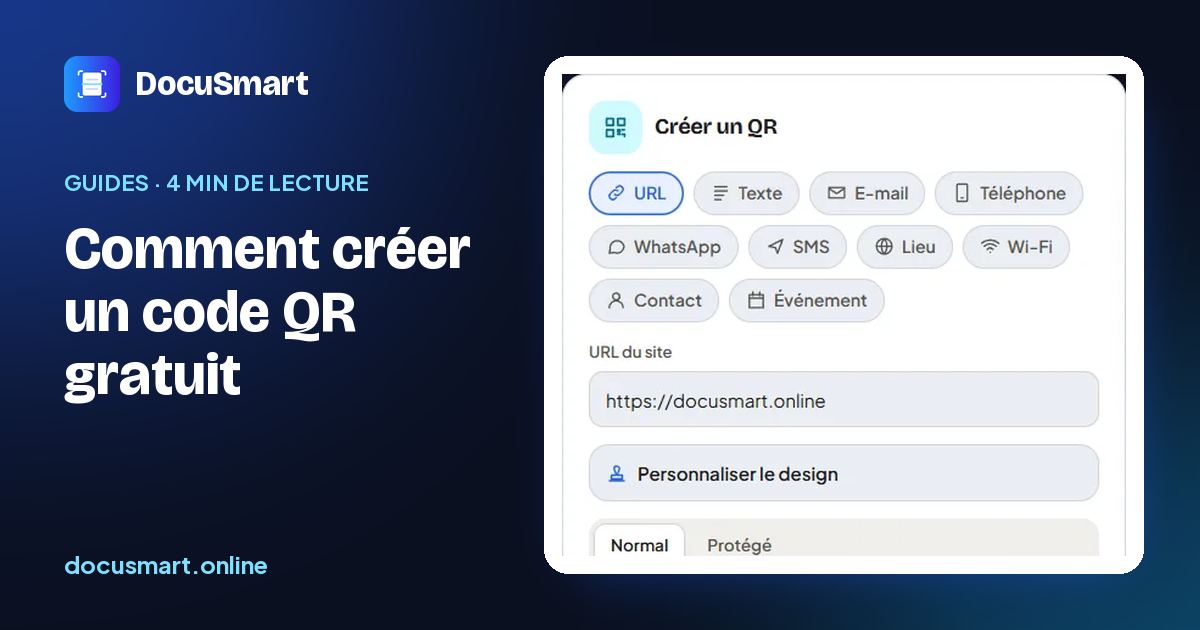 DocuSmart
GUIDES · 4 MIN DE LECTURE
Comment créer
un code QR
gratuit
docusmart.online
Créer un QR
URL Texte E-mail Téléphone
WhatsApp SMS Lieu Wi-Fi
Contact Événement
URL du site
https://docusmart.online
Personnaliser le design
Normal Protégé